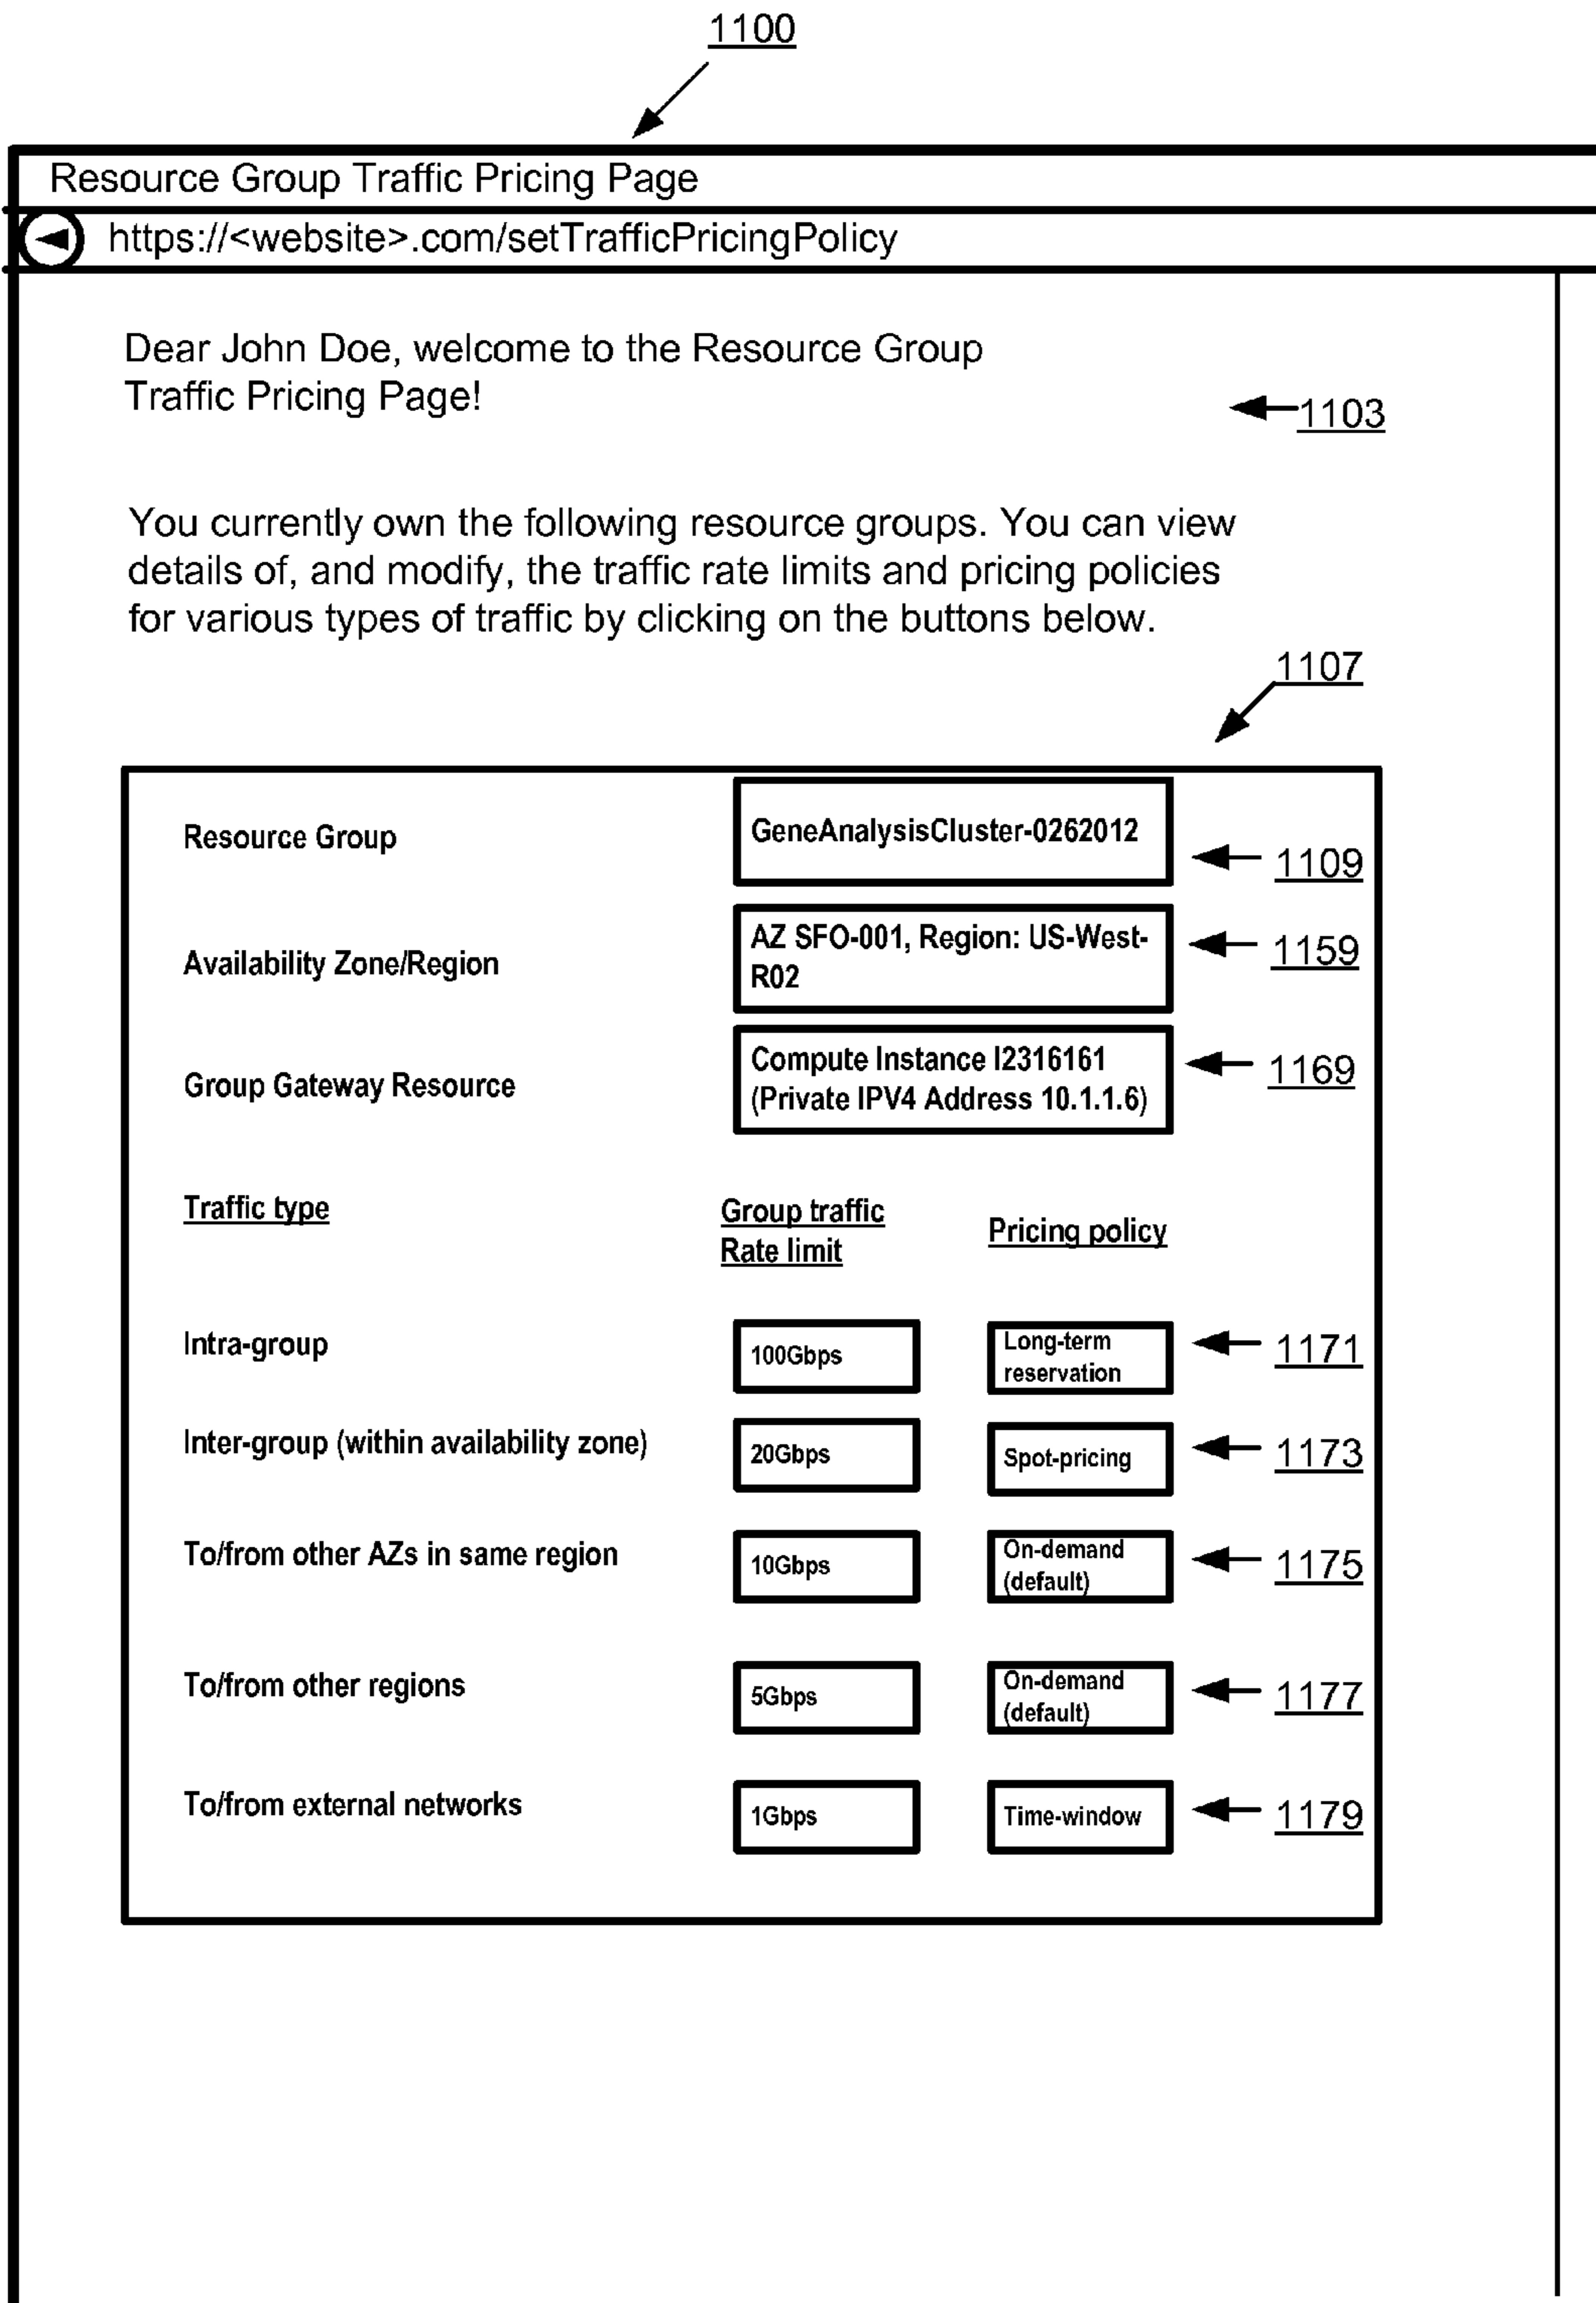 1100
Resource Group Traffic Pricing Page
https://<website>.com/setTrafficPricingPolicy
Dear John Doe, welcome to the Resource Group
Traffic Pricing Page!
1103
You currently own the following resource groups. You can view
details of, and modify, the traffic rate limits and pricing policies
for various types of traffic by clicking on the buttons below.
1107
Resource Group
GeneAnalysisCluster-0262012
1109
Availability Zone/Region
AZ SFO-001, Region: US-West-
R02
1159
Group Gateway Resource
Compute Instance I2316161
(Private IPV4 Address 10.1.1.6)
1169
Traffic type
Group traffic
Rate limit
Pricing policy
Intra-group
100Gbps
Long-term
reservation
1171
Inter-group (within availability zone)
20Gbps
Spot-pricing
1173
To/from other AZs in same region
10Gbps
On-demand
(default)
1175
To/from other regions
5Gbps
On-demand
(default)
1177
To/from external networks
1Gbps
Time-window
1179